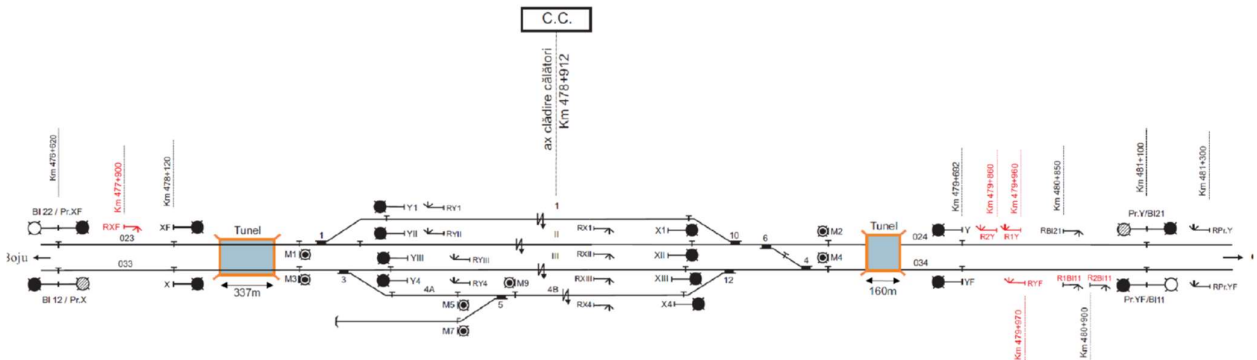 C.C.
ax clădire călători
Km 478+912
Km 476+620
Km 477+900
Km 478+120
Km 479+692
Km 479+860
Km 479+960
Km 480+850
Km 481+100
Km 481+300
BI 22 / Pr.XF
RXF
XF
Tunel
023
M1
1
Y1
RY1
YII
RYII
1
II
RX1
X1
10
6
M2
Tunel
024
Y
R2Y
R1Y
RBI21
Pr.Y/BI21
RPr.Y
033
M3
3
YIII
RYIII
III
RXII
XII
M4
4
034
BI 12 / Pr.X
X
337m
Y4
RY4
4A
M9
4B
RXIII
XIII
12
160m
YF
RYF
R1BI11
R2BI11
Pr.YF/BI11
RPr.YF
M5
5
RX4
X4
M7
Km 479+970
Km 480+900